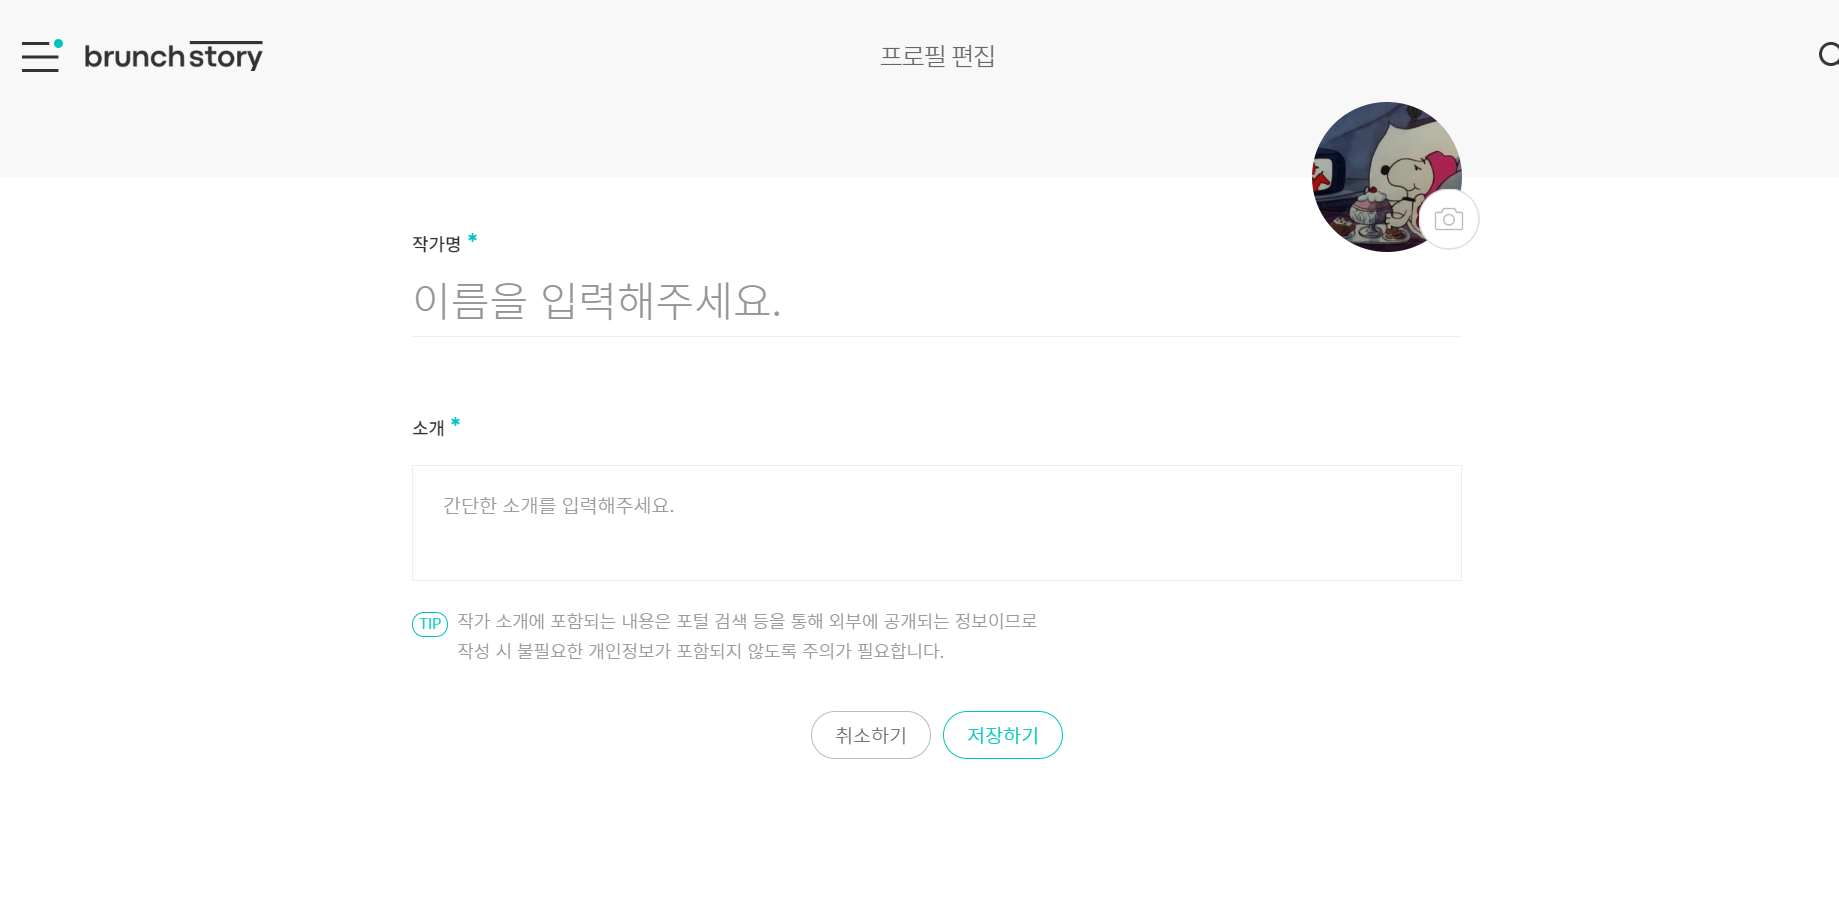 brunch story
프로필 편집
작가명 *
이름을 입력해주세요.
소개 *
간단한 소개를 입력해주세요.
TIP 작가 소개에 포함되는 내용은 포털 검색 등을 통해 외부에 공개되는 정보이므로
작성 시 불필요한 개인정보가 포함되지 않도록 주의가 필요합니다.
취소하기 저장하기